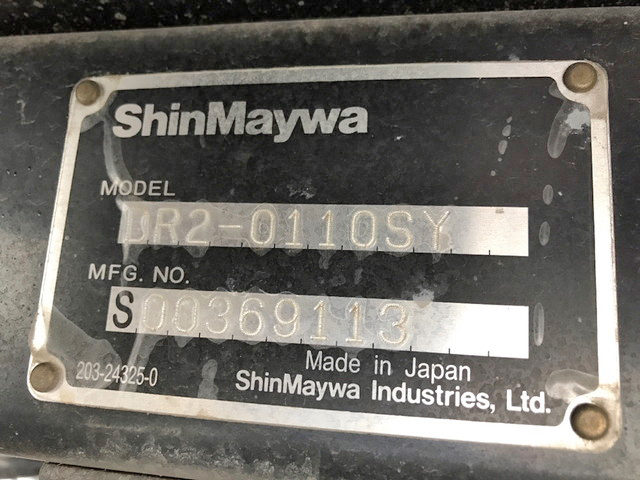 ShinMaywa
MODEL
DR2-0110SY
MFG. NO.
S00369113
Made in Japan
203-24325-0
ShinMaywa Industries, Ltd.